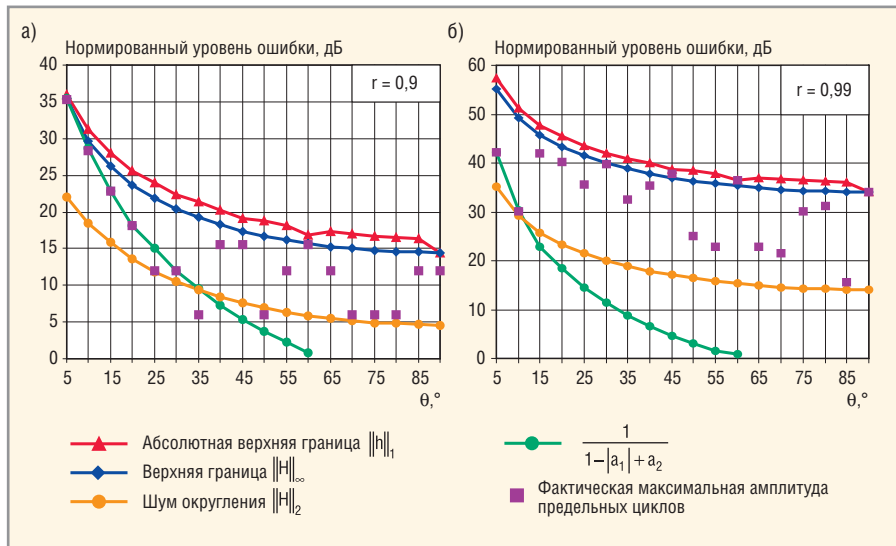 а)
Нормированный уровень ошибки, дБ
40
35
30
25
20
15
10
5
0
r = 0,9
5 15 25 35 45 55 65 75 85
θ,°
б)
Нормированный уровень ошибки, дБ
60
50
40
30
20
10
0
r = 0,99
5 15 25 35 45 55 65 75 85
θ,°
Абсолютная верхняя граница ||h||₁
Верхняя граница ||H||∞
Шум округления ||H||₂
1
1−|a₁|+a₂
Фактическая максимальная амплитуда
предельных циклов